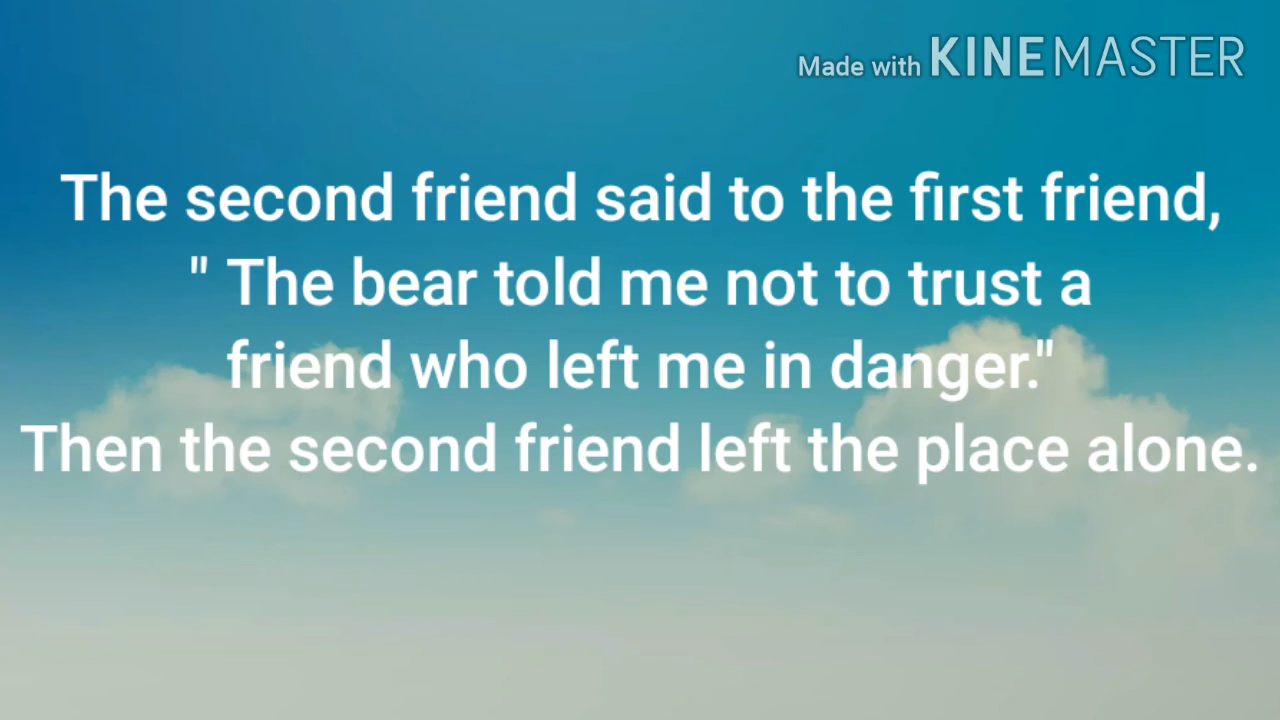 Made with KINEMASTER
The second friend said to the first friend,
" The bear told me not to trust a
friend who left me in danger."
Then the second friend left the place alone.